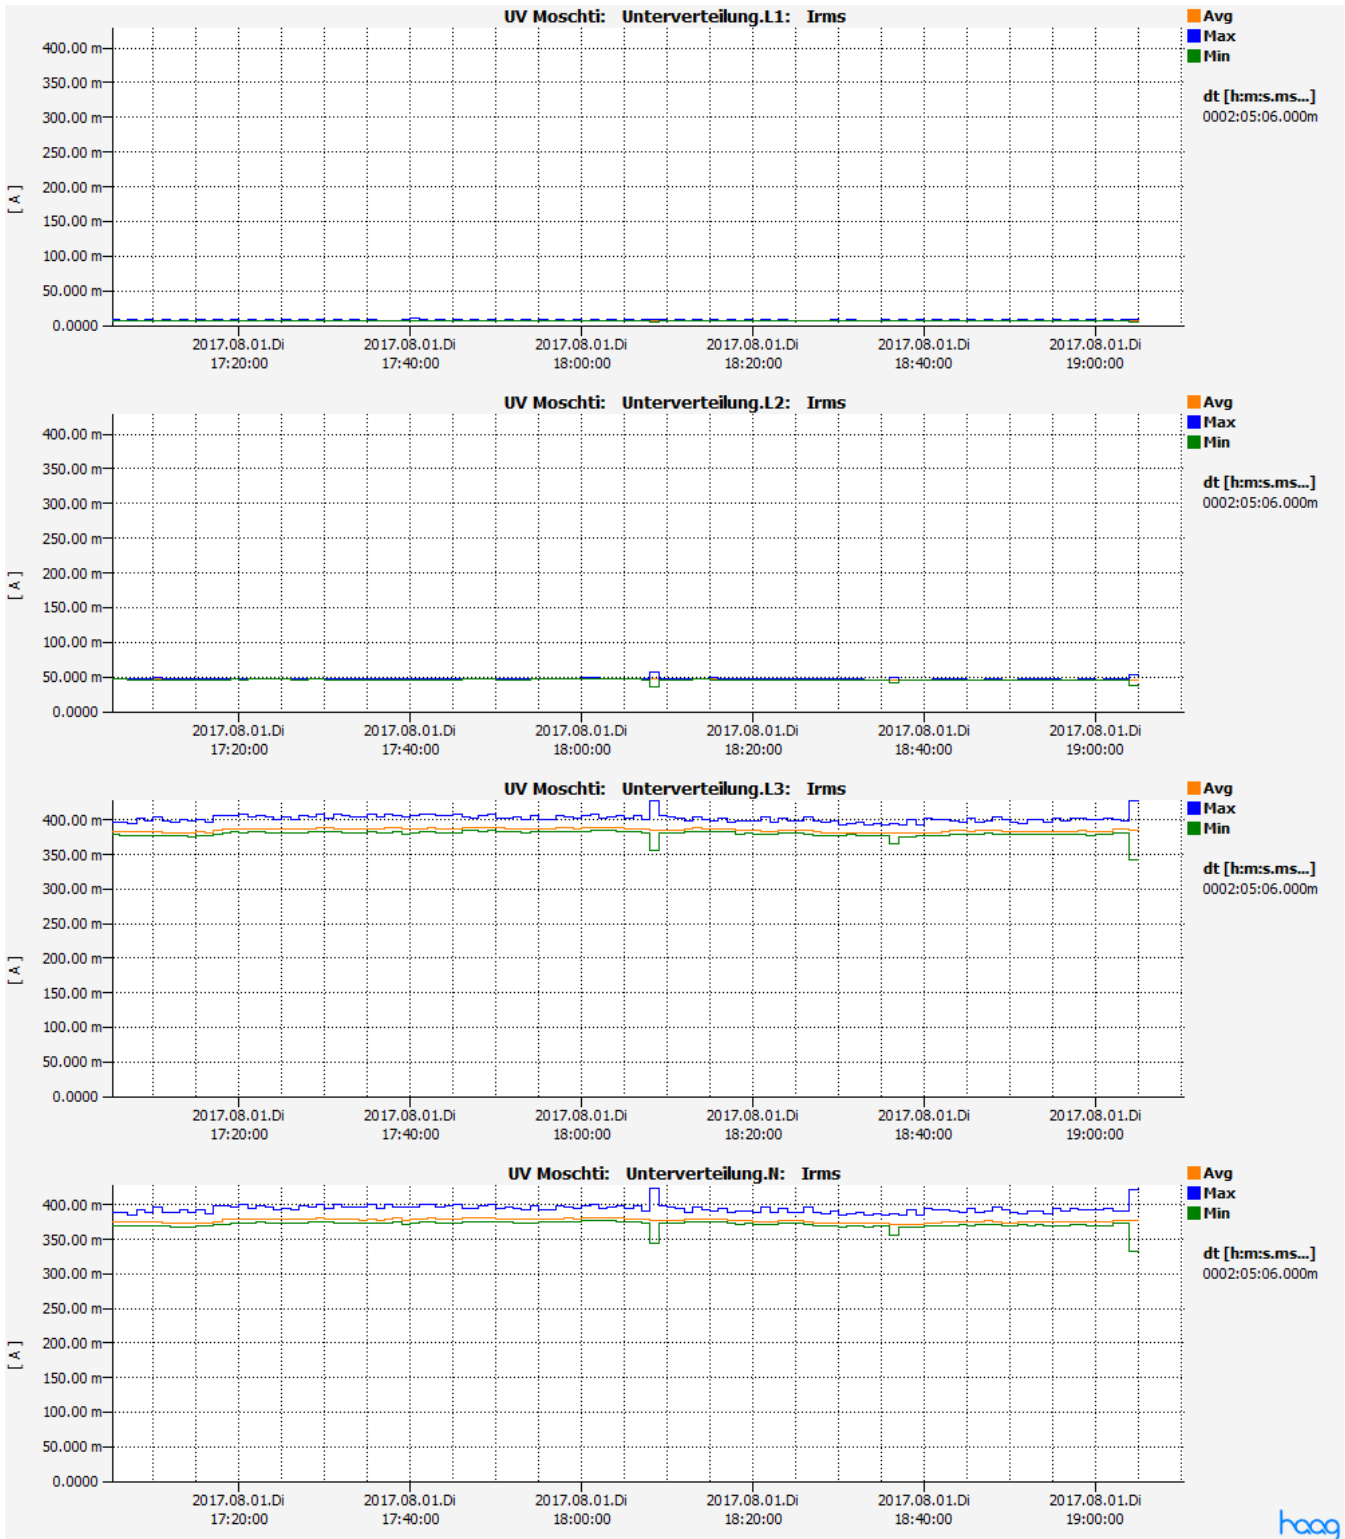 UV Moschti: Unterverteilung.L1: Irms
Avg
Max
Min
dt [h:m:s.ms...]
0002:05:06.000m
400.00 m
350.00 m
300.00 m
250.00 m
200.00 m
150.00 m
100.00 m
50.000 m
0.0000
[ A ]
2017.08.01.Di 2017.08.01.Di 2017.08.01.Di 2017.08.01.Di 2017.08.01.Di 2017.08.01.Di
17:20:00 17:40:00 18:00:00 18:20:00 18:40:00 19:00:00
UV Moschti: Unterverteilung.L2: Irms
Avg
Max
Min
dt [h:m:s.ms...]
0002:05:06.000m
400.00 m
350.00 m
300.00 m
250.00 m
200.00 m
150.00 m
100.00 m
50.000 m
0.0000
[ A ]
2017.08.01.Di 2017.08.01.Di 2017.08.01.Di 2017.08.01.Di 2017.08.01.Di 2017.08.01.Di
17:20:00 17:40:00 18:00:00 18:20:00 18:40:00 19:00:00
UV Moschti: Unterverteilung.L3: Irms
Avg
Max
Min
dt [h:m:s.ms...]
0002:05:06.000m
400.00 m
350.00 m
300.00 m
250.00 m
200.00 m
150.00 m
100.00 m
50.000 m
0.0000
[ A ]
2017.08.01.Di 2017.08.01.Di 2017.08.01.Di 2017.08.01.Di 2017.08.01.Di 2017.08.01.Di
17:20:00 17:40:00 18:00:00 18:20:00 18:40:00 19:00:00
UV Moschti: Unterverteilung.N: Irms
Avg
Max
Min
dt [h:m:s.ms...]
0002:05:06.000m
400.00 m
350.00 m
300.00 m
250.00 m
200.00 m
150.00 m
100.00 m
50.000 m
0.0000
[ A ]
2017.08.01.Di 2017.08.01.Di 2017.08.01.Di 2017.08.01.Di 2017.08.01.Di 2017.08.01.Di
17:20:00 17:40:00 18:00:00 18:20:00 18:40:00 19:00:00
haag